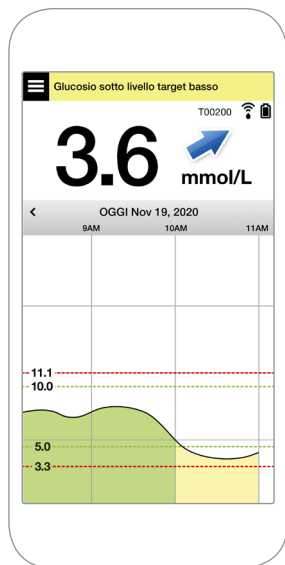 Glucosio sotto livello target basso
T00200
3.6
mmol/L
OGGI Nov 19, 2020
9AM 10AM 11AM
11.1
10.0
5.0
3.3